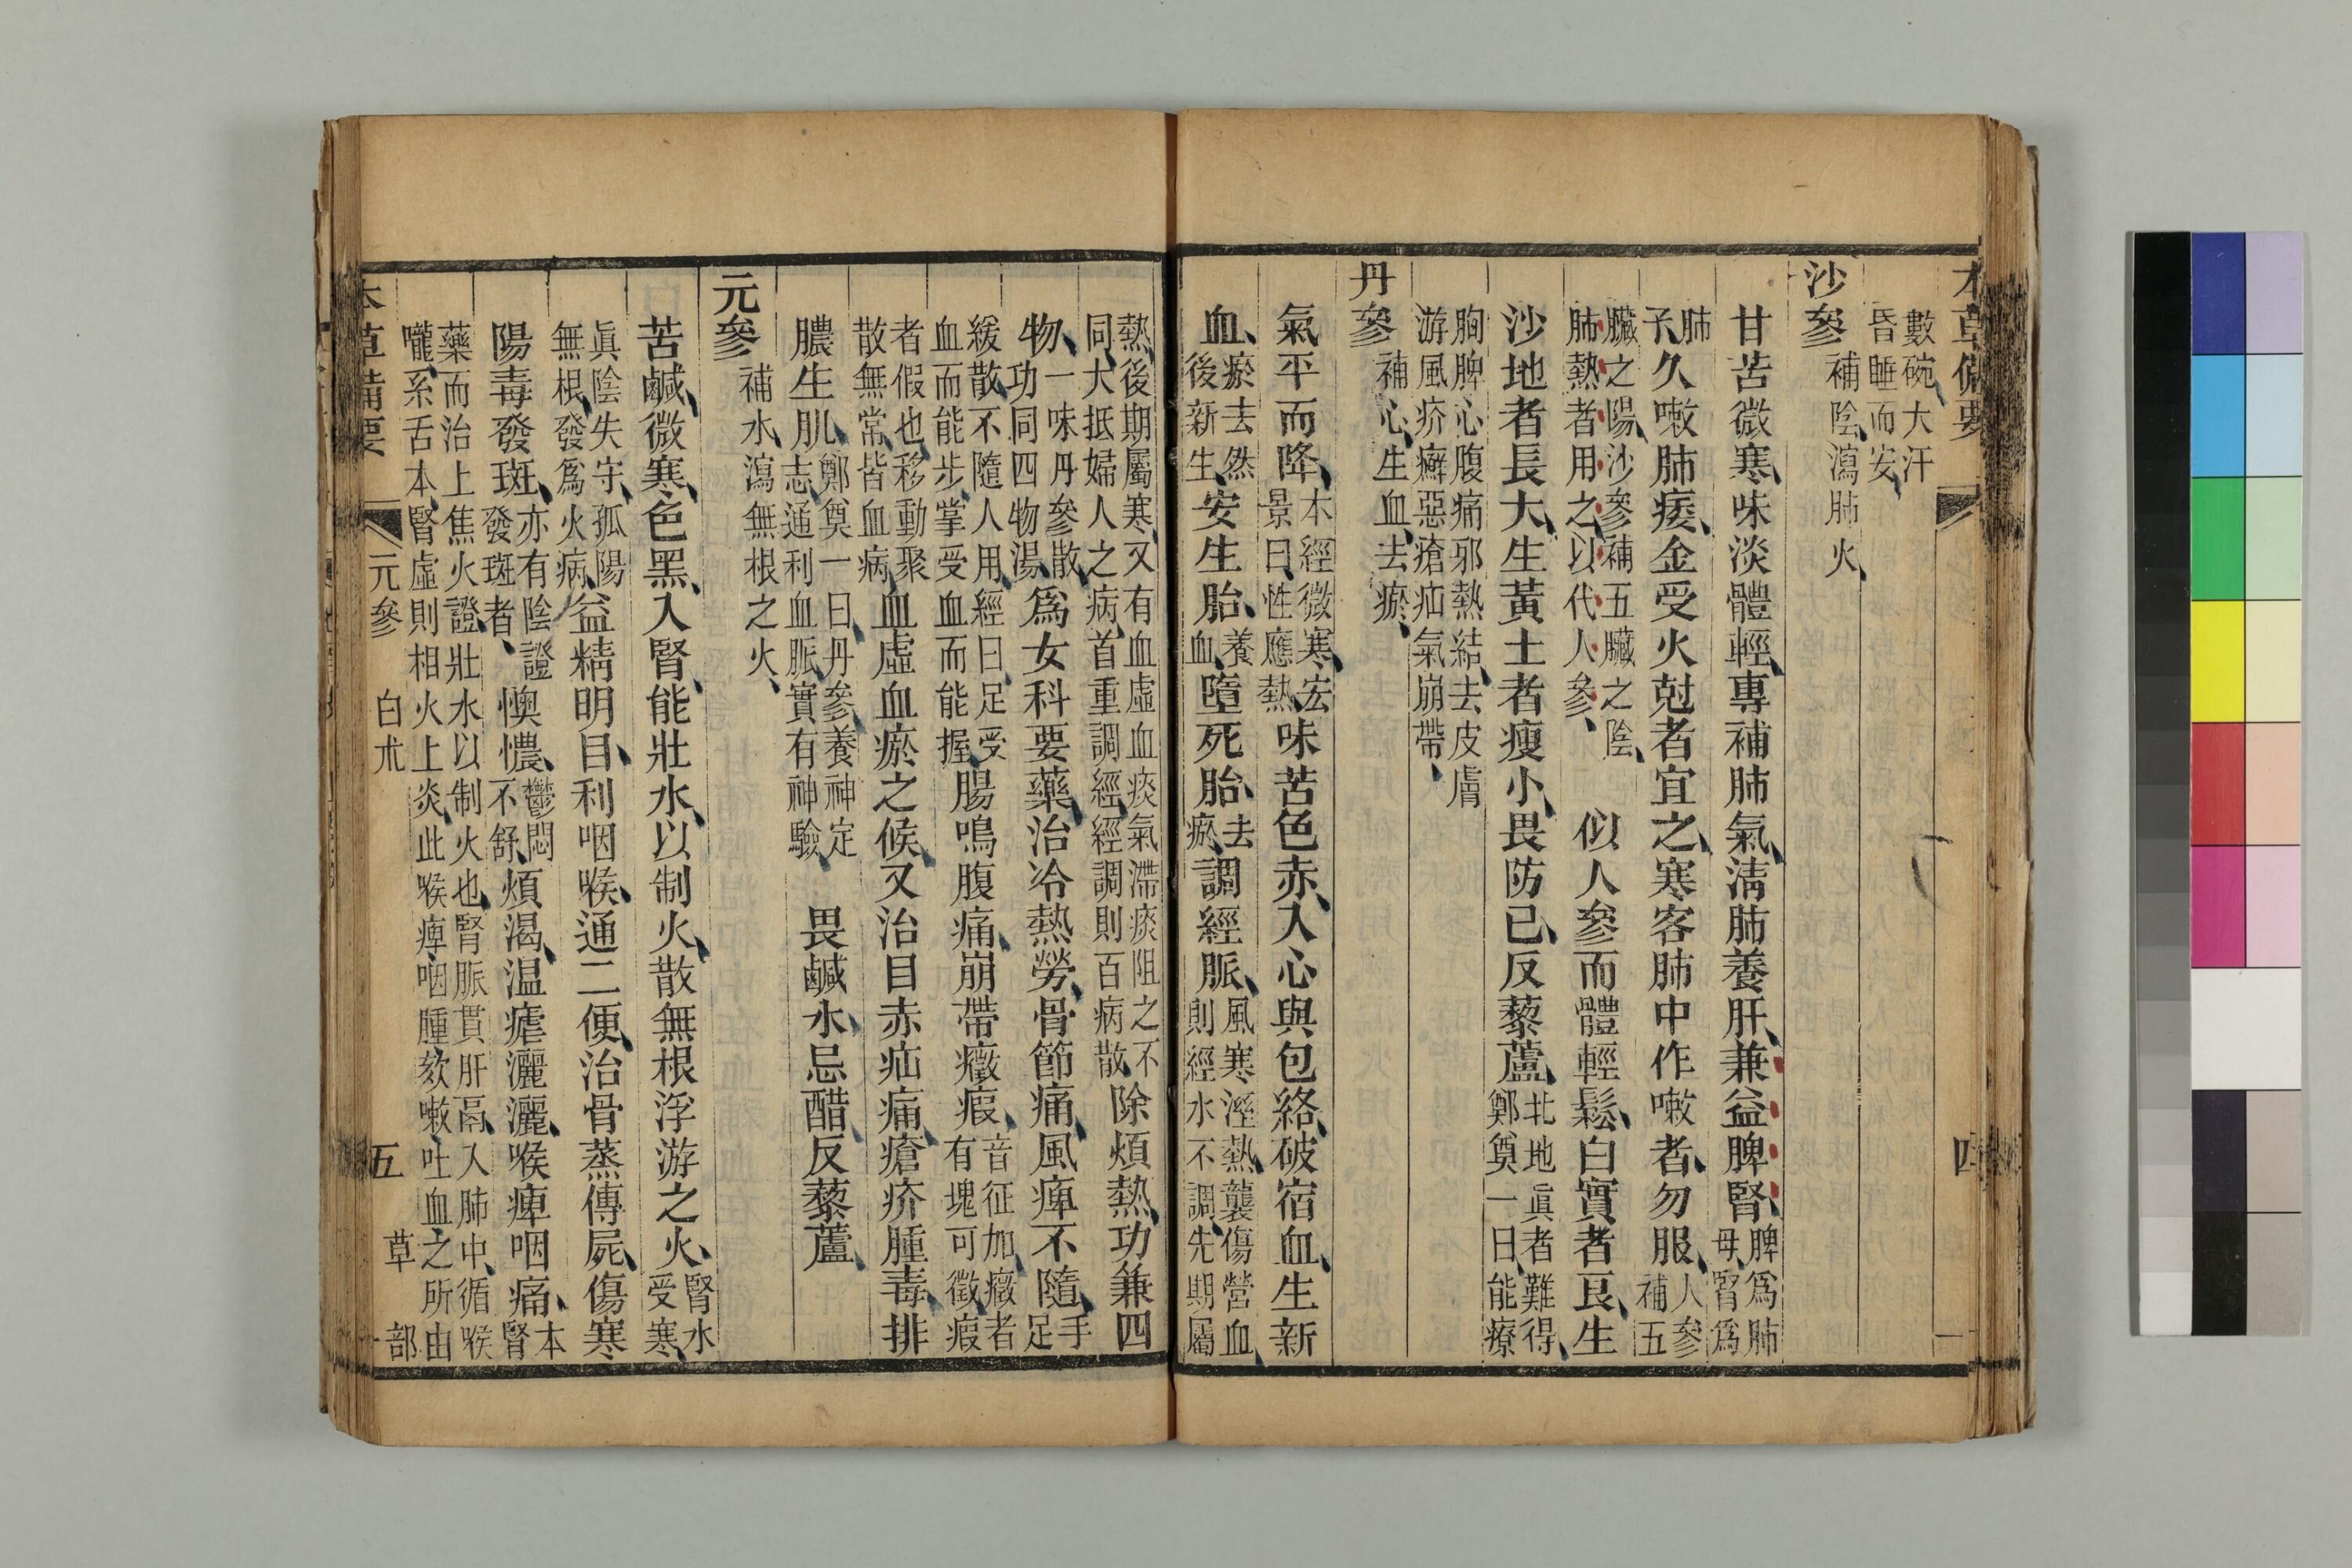 本草備要 四
數碗大汗昏睡而安、
沙參 補陰瀉肺火、
甘苦微寒、味淡體輕、專補肺氣、清肺養肝、兼益脾腎、脾爲肺母、腎爲
肺子、久嗽肺痿、金受火尅者宜之、寒客肺中作嗽者、勿服、人參補五
臟之陽、沙參補五臟之陰、肺熱者用之、以代人參、似人參而體輕鬆、白實者良、生
沙地者長大、生黃土者瘦小、畏防已、反藜蘆、北地眞者難得、鄭奠一曰、能療
胸脾心腹痛邪熱結、去皮膚游風疥癬惡瘡疝氣崩帶、
丹參 補心、生血、去瘀、
氣平而降、本經微寒、宏景曰、性應熱、味苦色赤、入心與包絡、破宿血、生新
血、瘀去然後新生、安生胎、養血、墮死胎、去瘀、調經脈、風寒溼熱、襲傷營血、則經水不調、先期屬
熱、後期屬寒、又有血虛血痰氣滯痰阻之不同、大抵婦人之病、首重調經、經調則百病散、除煩熱、功兼四
物、一味丹參散、功同四物湯、爲女科要藥、治冷熱勞、骨節痛、風痺不隨、手足
緩散、不隨人用、經曰、足受血而能步、掌受血而能握、腸鳴腹痛、崩帶癥瘕、音征加、癥者有塊可徵、瘕
者假也、移動聚散無常、皆血病、血虛血瘀之候、又治目赤疝痛、瘡疥腫毒、排
膿生肌、鄭奠一曰、丹參養神定志、通利血脈、實有神驗、畏鹹水、忌醋、反藜蘆、
元參 補水、瀉無根之火、
苦鹹、微寒、色黑、入腎、能壯水、以制火、散無根浮游之火、腎水受寒、
眞陰失守、孤陽無根、發爲火病、益精明目、利咽喉、通二便、治骨蒸傳屍、傷寒
陽毒發斑、亦有陰證發斑者、懊憹、鬱悶不舒、煩渴、温瘧灑灑、喉痺咽痛、本腎
藥而治上焦火證、壯水以制火也、腎脈貫肝鬲、入肺中、循喉嚨、系舌本、腎虛則相火上炎、此喉痺咽腫、欬嗽吐血之所由
本草備要 元參 白朮 五 草部